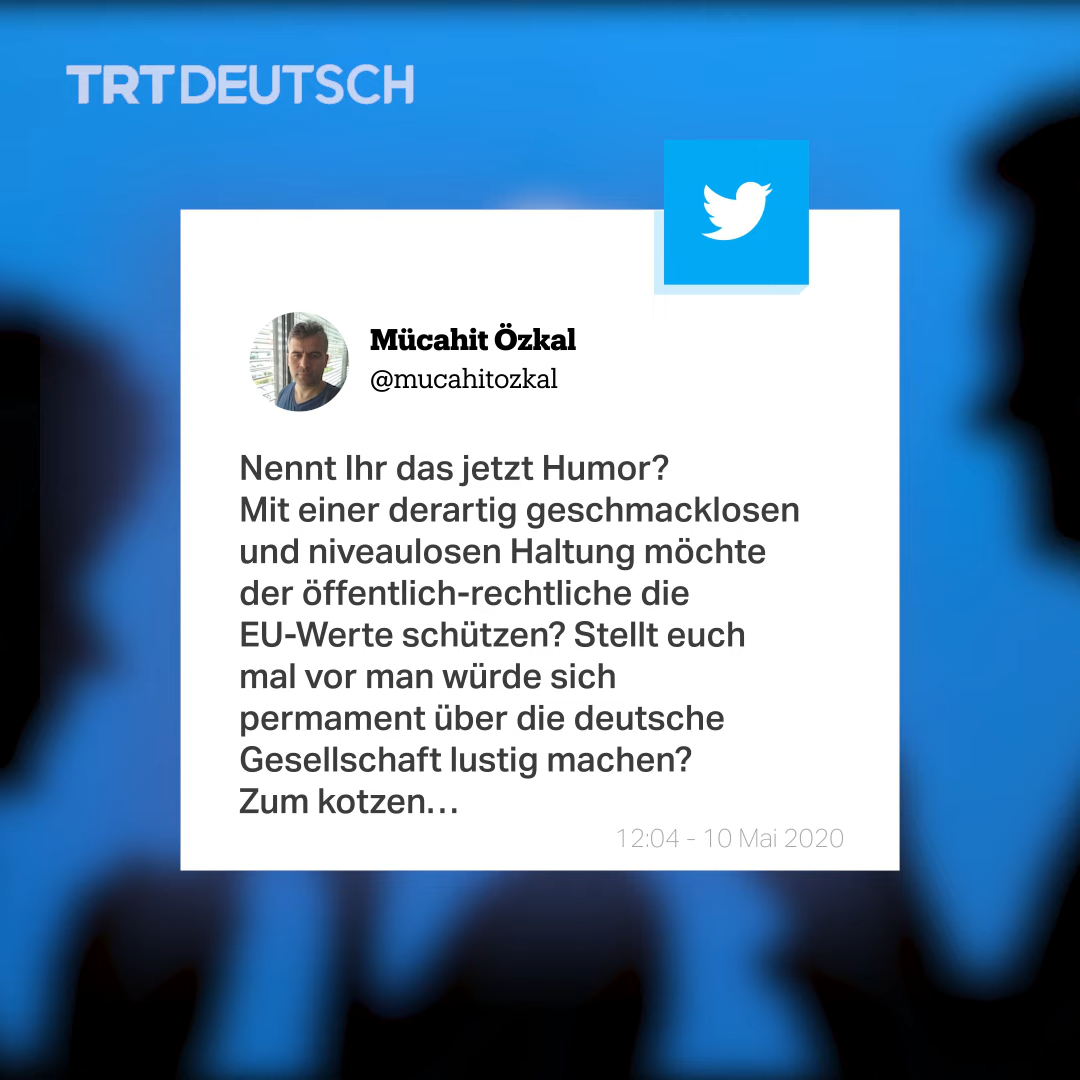 TRT DEUTSCH
Mücahit Özkal
@mucahitozkal
Nennt Ihr das jetzt Humor?
Mit einer derartig geschmacklosen
und niveaulosen Haltung möchte
der öffentlich-rechtliche die
EU-Werte schützen? Stellt euch
mal vor man würde sich
permament über die deutsche
Gesellschaft lustig machen?
Zum kotzen...
12:04 - 10 Mai 2020